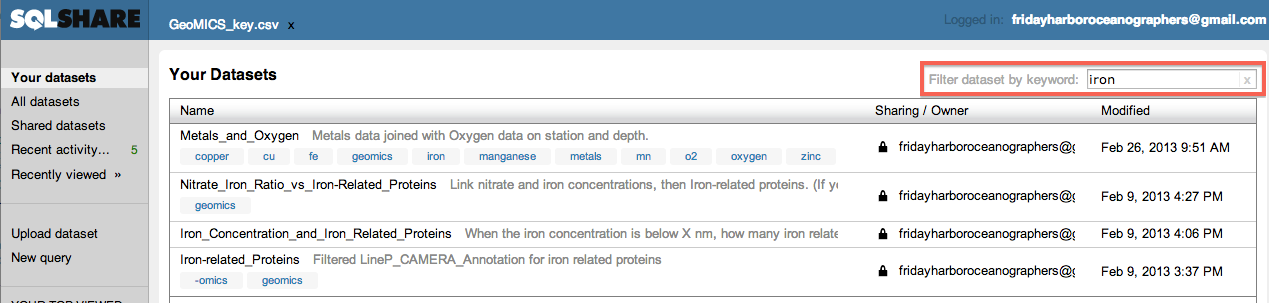 SQLSHARE
GeoMICS_key.csv x
Logged in: fridayharboroceanographers@gmail.com
Your datasets
All datasets
Shared datasets
Recent activity... 5
Recently viewed »
Upload dataset
New query
Your Datasets
Filter dataset by keyword: iron x
Name Sharing / Owner Modified
Metals_and_Oxygen Metals data joined with Oxygen data on station and depth.
copper cu fe geomics iron manganese metals mn o2 oxygen zinc
fridayharboroceanographers@g Feb 26, 2013 9:51 AM
Nitrate_Iron_Ratio_vs_Iron-Related_Proteins Link nitrate and iron concentrations, then Iron-related proteins. (If yo
geomics
fridayharboroceanographers@g Feb 9, 2013 4:27 PM
Iron_Concentration_and_Iron_Related_Proteins When the iron concentration is below X nm, how many iron relate
fridayharboroceanographers@g Feb 9, 2013 4:06 PM
Iron-related_Proteins Filtered LineP_CAMERA_Annotation for iron related proteins
-omics geomics
fridayharboroceanographers@g Feb 9, 2013 3:37 PM
YOUR TOP VIEWED